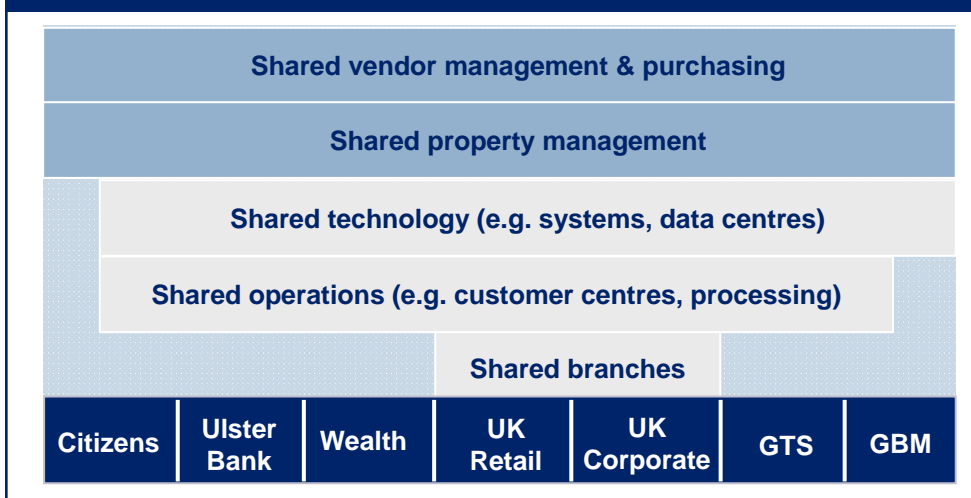 Shared vendor management & purchasing
Shared property management
Shared technology (e.g. systems, data centres)
Shared operations (e.g. customer centres, processing)
Shared branches
Citizens
Ulster
Bank
Wealth
UK
Retail
UK
Corporate
GTS
GBM